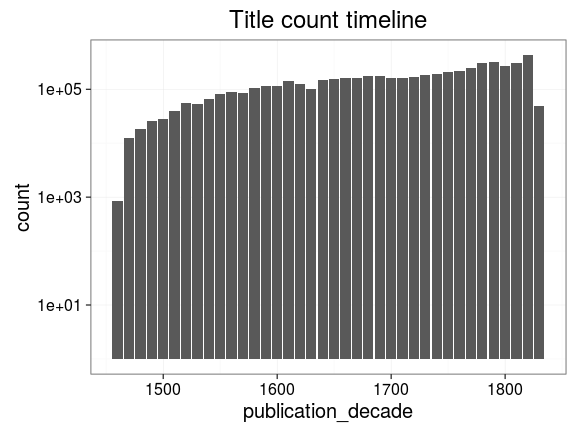 Title count timeline
1e+05
1e+03
1e+01
count
1500 1600 1700 1800
publication_decade